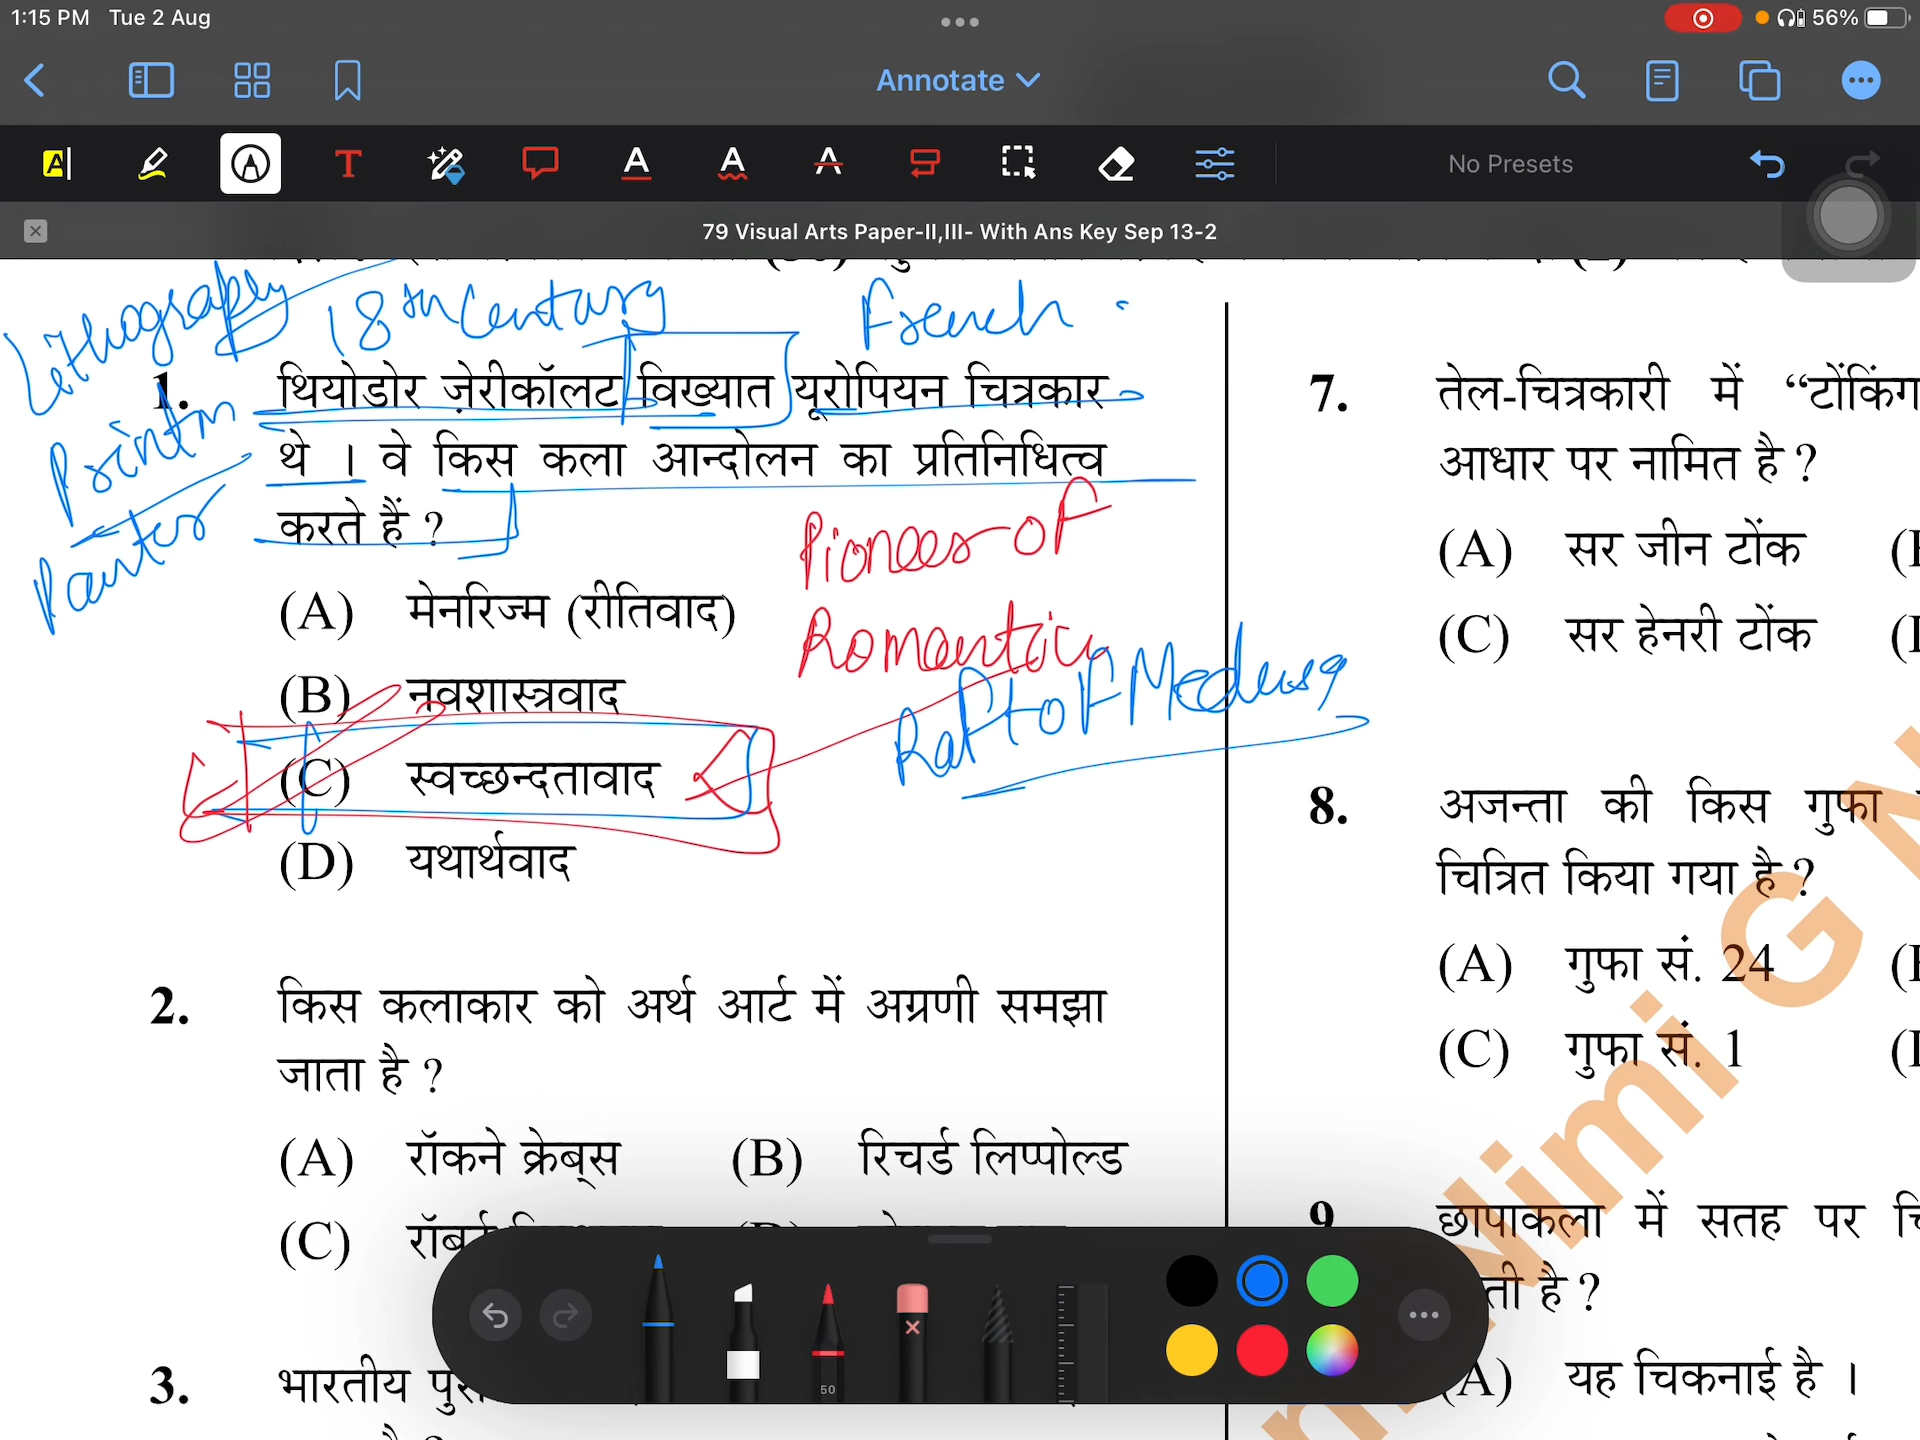 1:15 PM Tue 2 Aug
56%
Annotate
No Presets
79 Visual Arts Paper-II,III- With Ans Key Sep 13-2
Lithography 18th Century French
1. थियोडोर ज़ेरीकॉलट विख्यात यूरोपियन चित्रकार
थे । वे किस कला आन्दोलन का प्रतिनिधित्व
करते हैं ?
Pioneer of
Romantic
Raft of Medusa
(A) मेनरिज्म (रीतिवाद)
(B) नवशास्त्रवाद
(C) स्वच्छन्दतावाद
(D) यथार्थवाद
2. किस कलाकार को अर्थ आर्ट में अग्रणी समझा
जाता है ?
(A) रॉकने क्रेब्स (B) रिचर्ड लिप्पोल्ड
(C)
3. भारतीय
50
7. तेल-चित्रकारी में “टोंकिंग
आधार पर नामित है ?
(A) सर जीन टोंक
(C) सर हेनरी टोंक
8. अजन्ता की किस गुफा
चित्रित किया गया है ?
(A) गुफा सं. 24
(C) गुफा सं. 1
9 छापाकला में सतह पर
है ?
(A) यह चिकनाई है ।
Nimi G